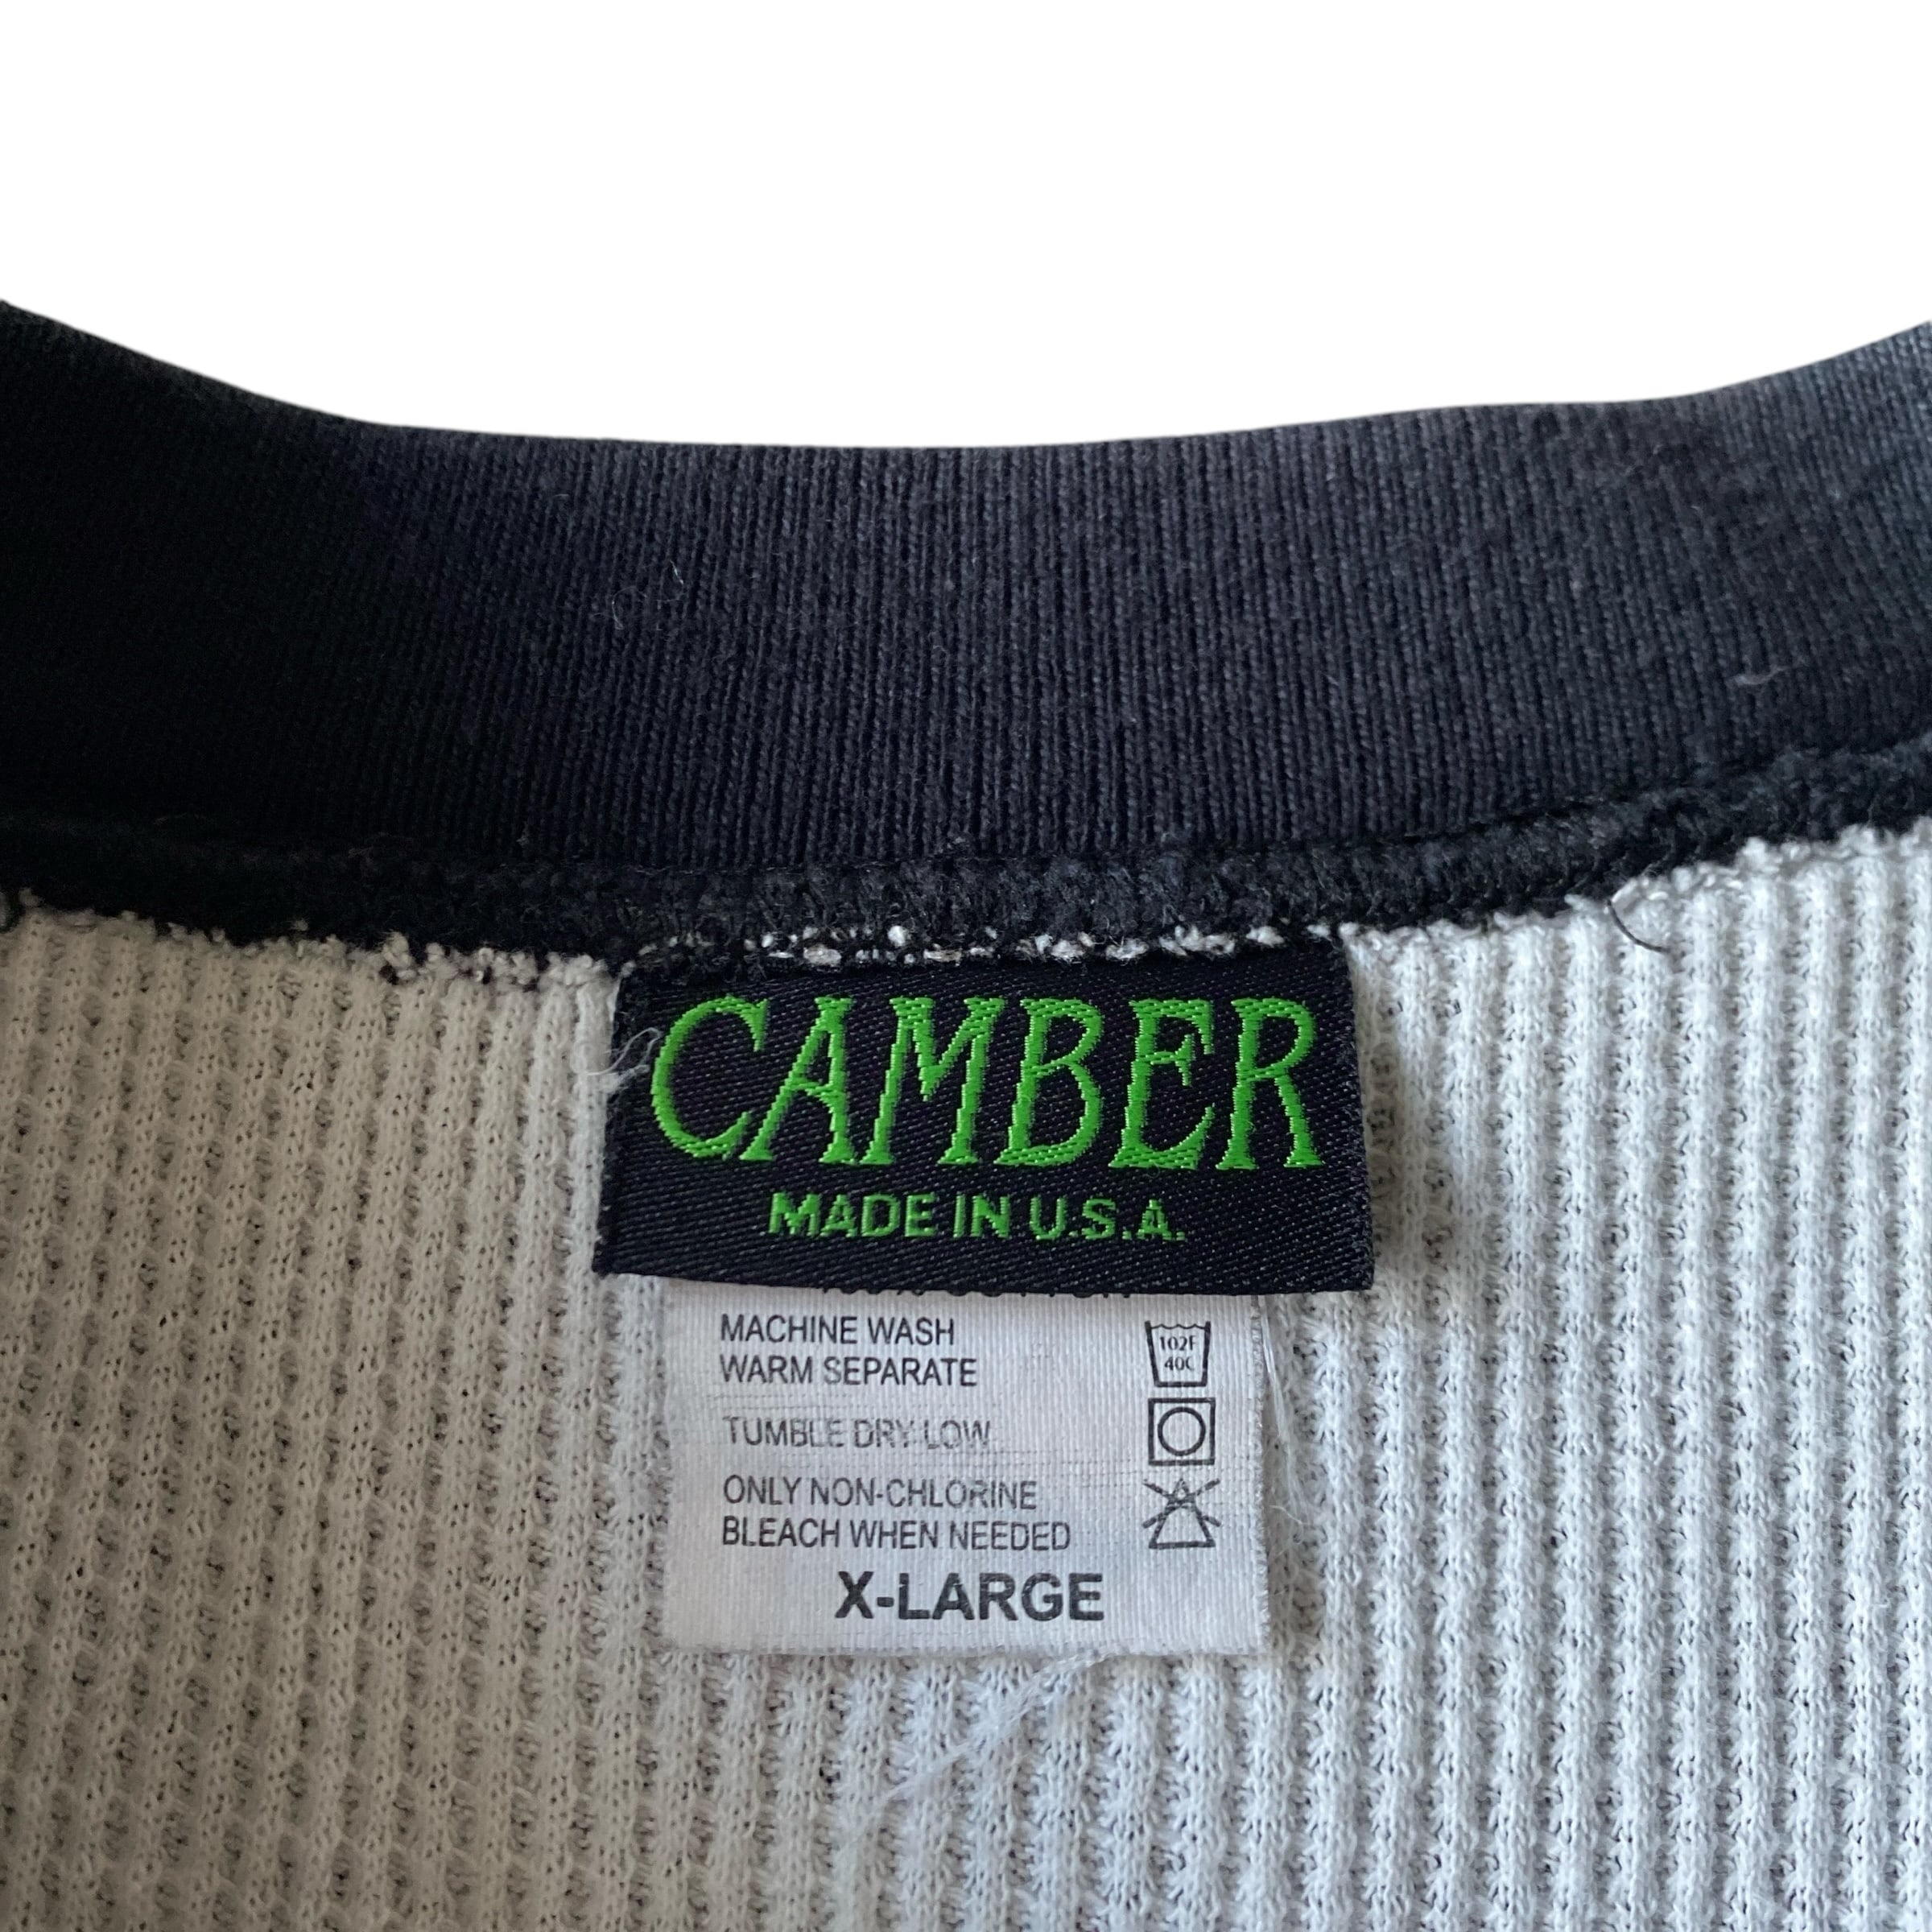 CAMBER
MADE IN U.S.A.
MACHINE WASH
WARM SEPARATE
102F
40C
TUMBLE DRY LOW
ONLY NON-CHLORINE
BLEACH WHEN NEEDED
X-LARGE